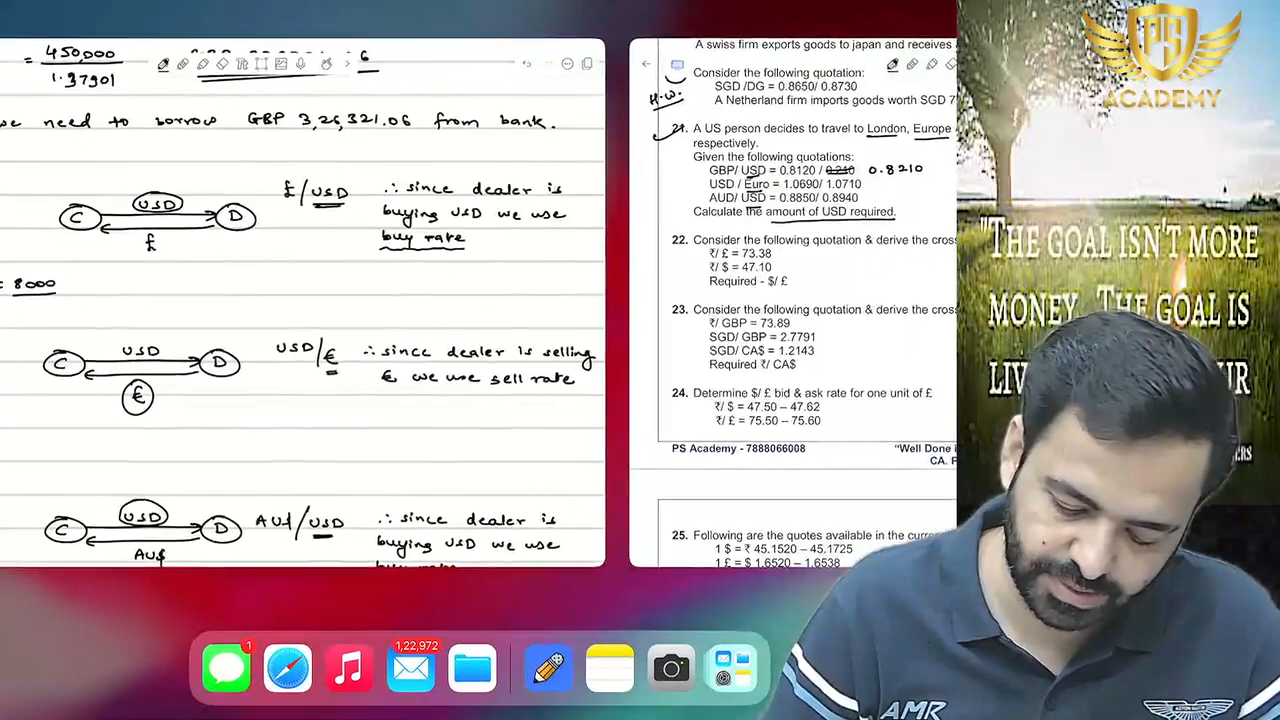 450,000
1.37901
6
we need to borrow GBP 3,26,321.06 from bank.
C USD D
£
£/USD
∴ since dealer is
buying USD we use
buy rate
= 8000
C USD D
€
USD/€
∴ since dealer is selling
€ we use sell rate
C USD D
AU$
AU$/USD
∴ since dealer is
buying USD we use
A swiss firm exports goods to japan and receives
Consider the following quotation:
SGD /DG = 0.8650/ 0.8730
H.W.
A Netherland firm imports goods worth SGD 7
21. A US person decides to travel to London, Europe
respectively.
Given the following quotations:
GBP/ USD = 0.8120 / 0.210 0.8210
USD / Euro = 1.0690/ 1.0710
AUD/ USD = 0.8850/ 0.8940
Calculate the amount of USD required.
22. Consider the following quotation & derive the cross
₹/ £ = 73.38
₹/ $ = 47.10
Required - $/ £
23. Consider the following quotation & derive the cross
₹/ GBP = 73.89
SGD/ GBP = 2.7791
SGD/ CA$ = 1.2143
Required ₹/ CA$
24. Determine $/ £ bid & ask rate for one unit of £
₹/ $ = 47.50 – 47.62
₹/ £ = 75.50 – 75.60
PS Academy - 7888066008
"Well Done i
CA. F
25. Following are the quotes available in the curre
1 $ = ₹ 45.1520 – 45.1725
1 £ = $ 1.6520 – 1.6538
PS
ACADEMY
"THE GOAL ISN'T MORE
MONEY. THE GOAL IS
1
1,22,972
AMR
ASTON MARTIN